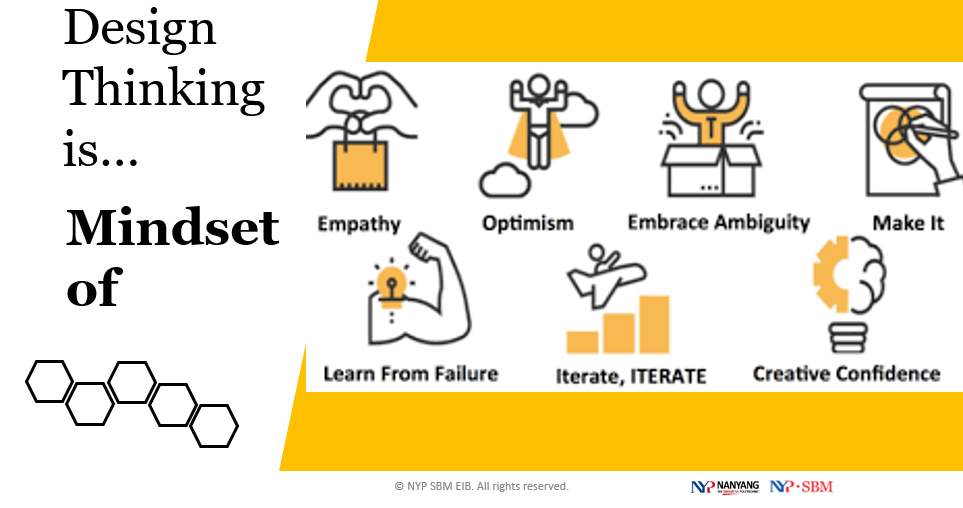 Design
Thinking
is...
Mindset
of
Empathy
Optimism
Embrace Ambiguity
Make It
Learn From Failure
Iterate, ITERATE
Creative Confidence
© NYP SBM EIB. All rights reserved.
NYP NANYANG
NYP·SBM